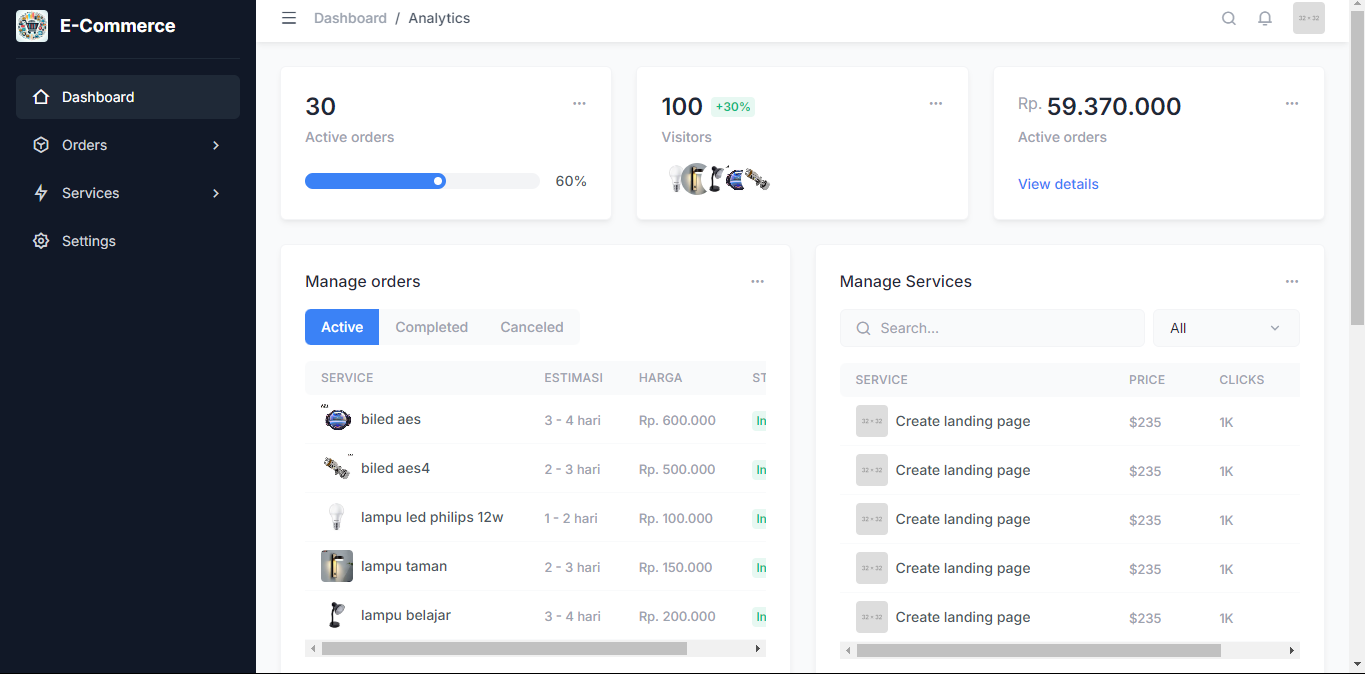 E-Commerce
Dashboard / Analytics
Dashboard
Orders
Services
Settings
30
Active orders
60%
100 +30%
Visitors
Rp. 59.370.000
Active orders
View details
Manage orders
Active Completed Canceled
SERVICE ESTIMASI HARGA ST
biled aes 3 - 4 hari Rp. 600.000 In
biled aes4 2 - 3 hari Rp. 500.000 In
lampu led philips 12w 1 - 2 hari Rp. 100.000 In
lampu taman 2 - 3 hari Rp. 150.000 In
lampu belajar 3 - 4 hari Rp. 200.000 In
Manage Services
Search... All
SERVICE PRICE CLICKS
32 × 32 Create landing page $235 1K
32 × 32 Create landing page $235 1K
32 × 32 Create landing page $235 1K
32 × 32 Create landing page $235 1K
32 × 32 Create landing page $235 1K
32 × 32